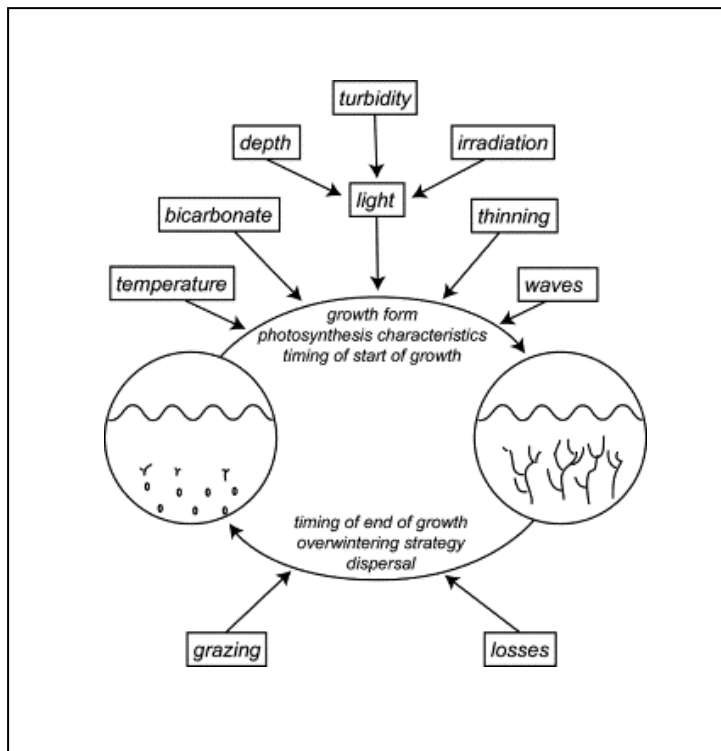 turbidity
depth
irradiation
light
bicarbonate
thinning
temperature
waves
growth form
photosynthesis characteristics
timing of start of growth
timing of end of growth
overwintering strategy
dispersal
grazing
losses